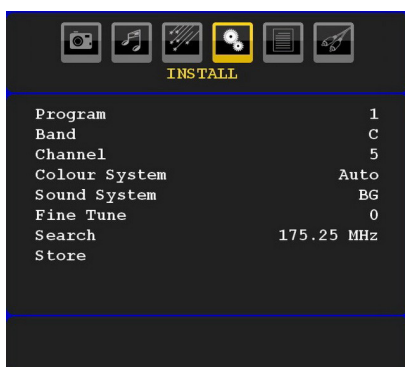 INSTALL
Program 1
Band C
Channel 5
Colour System Auto
Sound System BG
Fine Tune 0
Search 175.25 MHz
Store